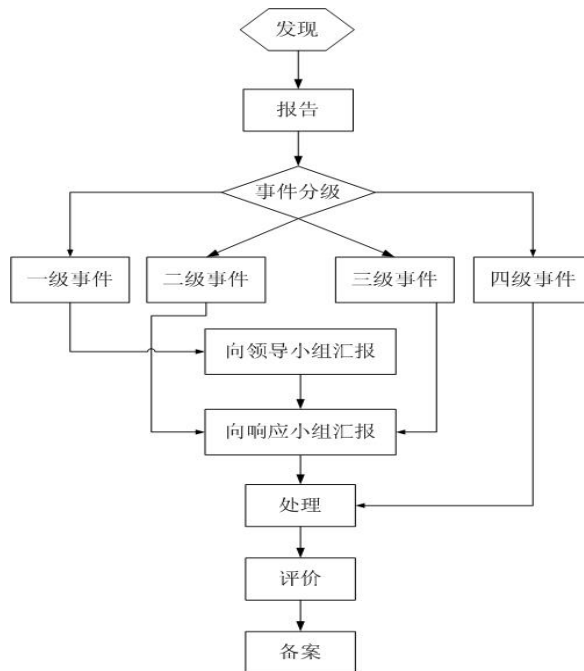 发现
报告
事件分级
一级事件
二级事件
三级事件
四级事件
向领导小组汇报
向响应小组汇报
处理
评价
备案